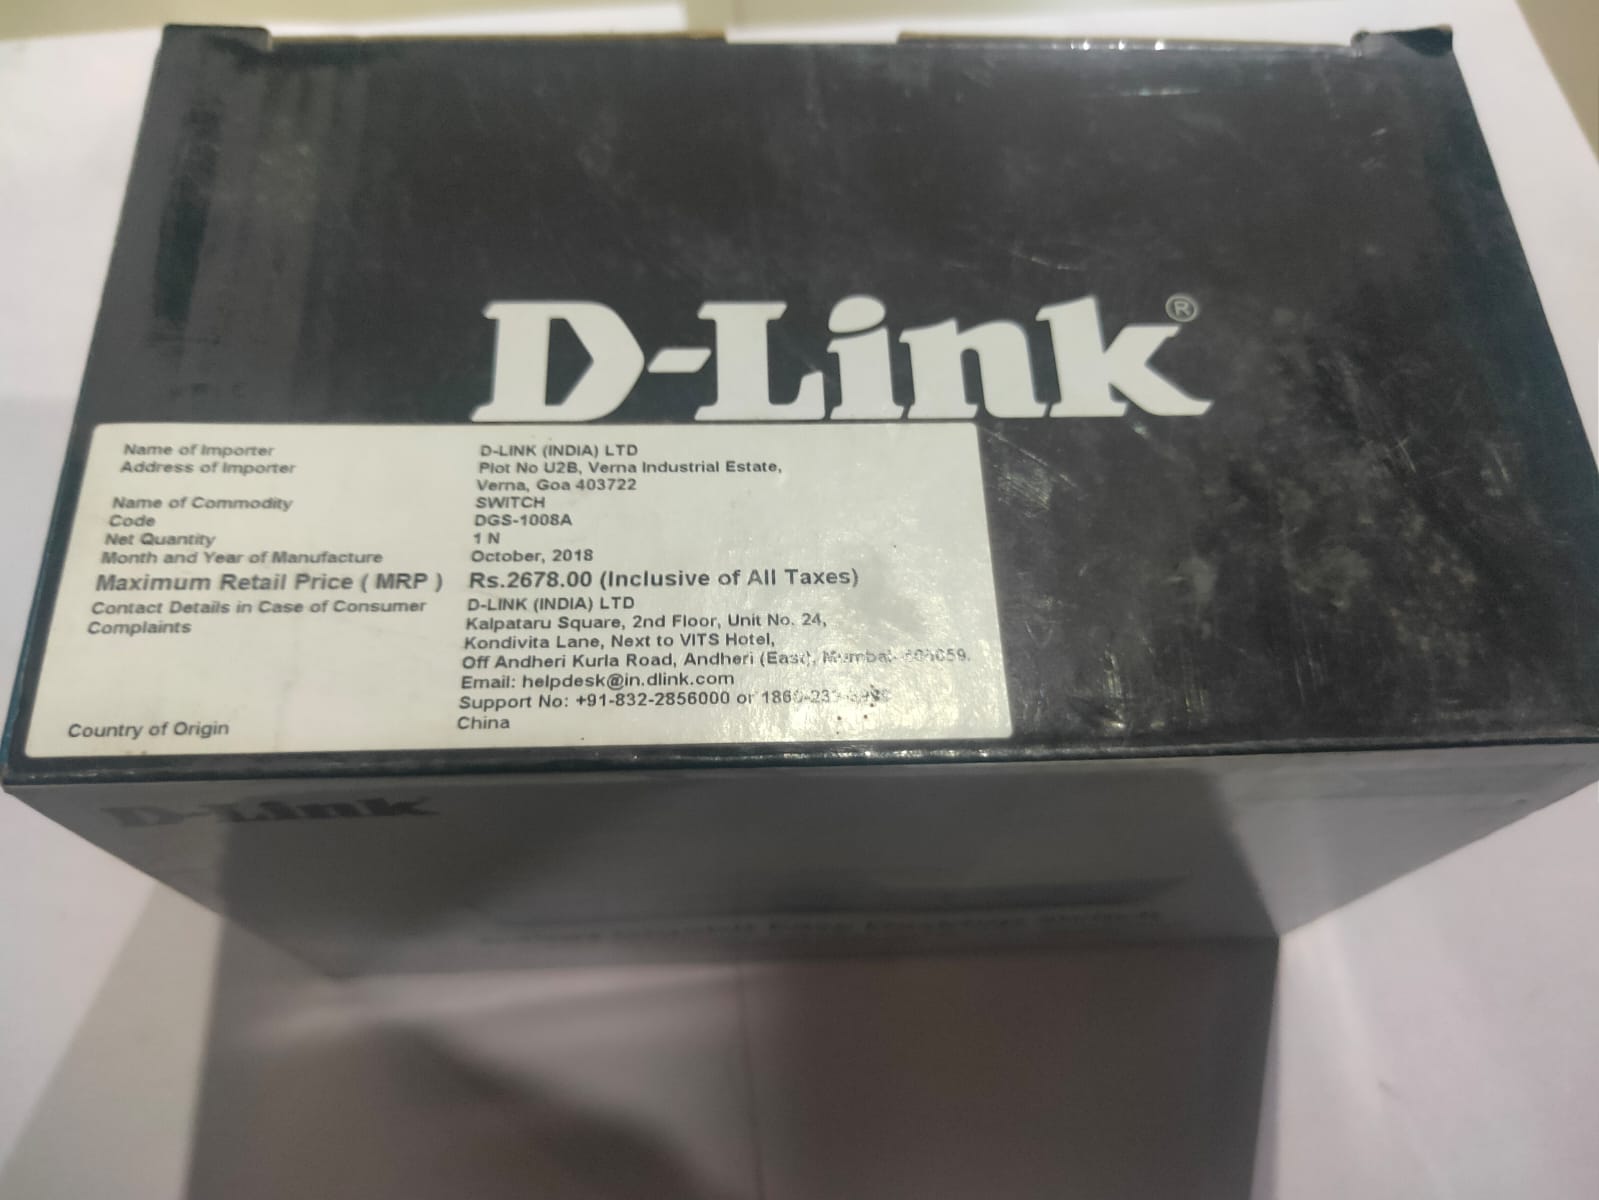 D-Link®
Name of Importer D-LINK (INDIA) LTD
Address of Importer Plot No U2B, Verna Industrial Estate,
Verna, Goa 403722
Name of Commodity SWITCH
Code DGS-1008A
Net Quantity 1 N
Month and Year of Manufacture October, 2018
Maximum Retail Price ( MRP ) Rs.2678.00 (Inclusive of All Taxes)
Contact Details in Case of Consumer D-LINK (INDIA) LTD
Complaints Kalpataru Square, 2nd Floor, Unit No. 24,
Kondivita Lane, Next to VITS Hotel,
Off Andheri Kurla Road, Andheri (East), Mumbai-
Email: helpdesk@in.dlink.com
Support No: +91-832-2856000 or
Country of Origin China
D-Link